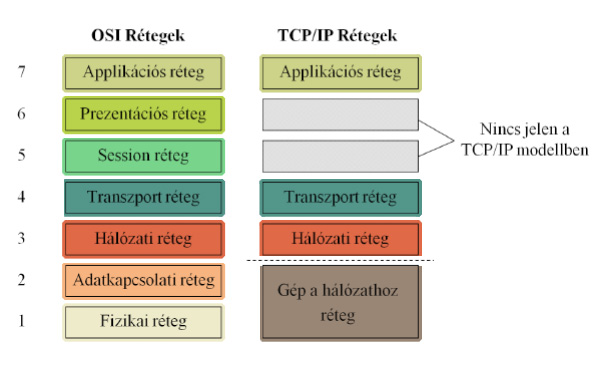 OSI Rétegek
TCP/IP Rétegek
7
Applikációs réteg
Applikációs réteg
6
Prezentációs réteg
Nincs jelen a
TCP/IP modellben
5
Session réteg
4
Transzport réteg
Transzport réteg
3
Hálózati réteg
Hálózati réteg
2
Adatkapcsolati réteg
Gép a hálózathoz
réteg
1
Fizikai réteg